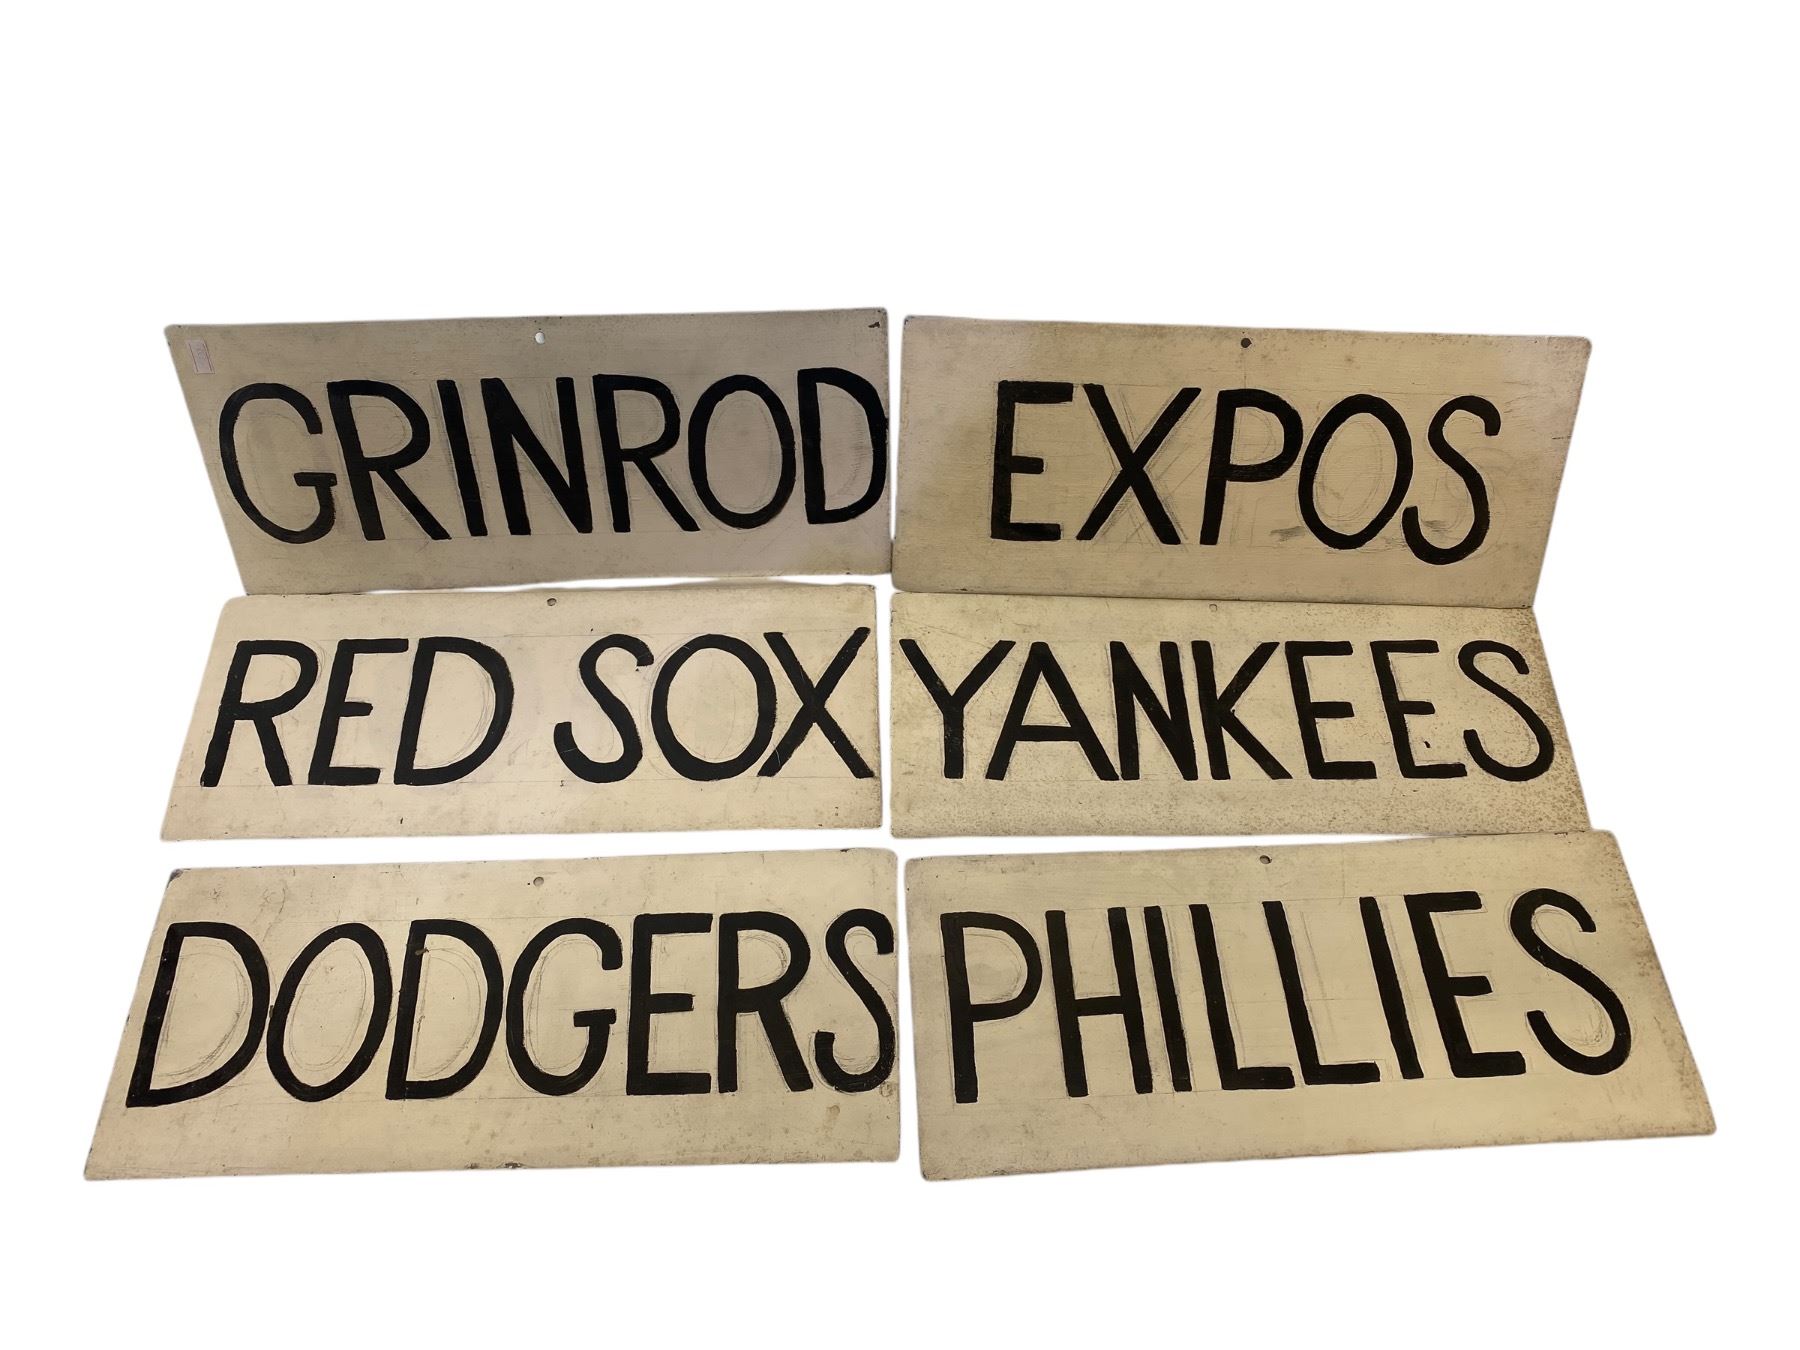 GRINROD
EXPOS
RED SOX
YANKEES
DODGERS
PHILLIES